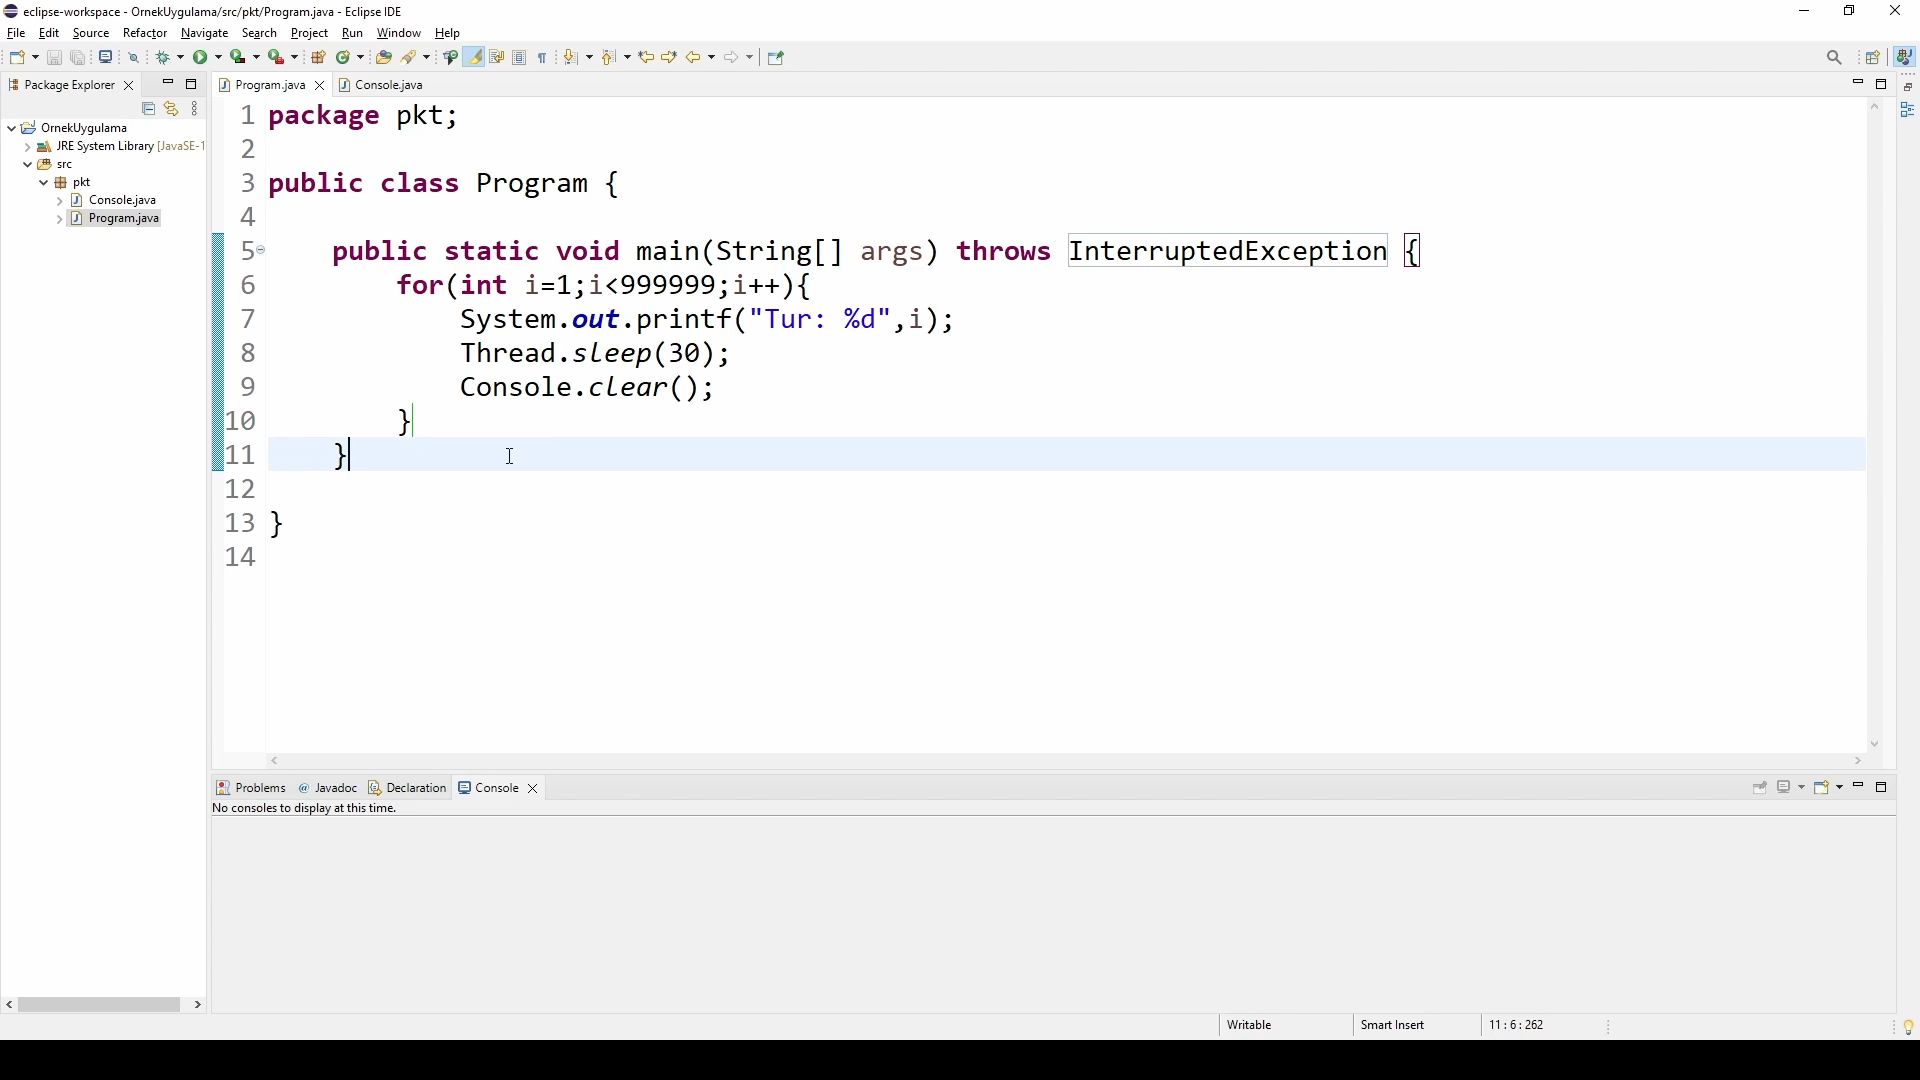 eclipse-workspace - OrnekUygulama/src/pkt/Program.java - Eclipse IDE
File Edit Source Refactor Navigate Search Project Run Window Help
Package Explorer
Program.java Console.java
OrnekUygulama
JRE System Library [JavaSE-1
src
pkt
Console.java
Program.java
1 package pkt;
2
3 public class Program {
4
5 public static void main(String[] args) throws InterruptedException {
6 for(int i=1;i<999999;i++){
7 System.out.printf("Tur: %d",i);
8 Thread.sleep(30);
9 Console.clear();
10 }
11 }
12
13 }
14
Problems @ Javadoc Declaration Console
No consoles to display at this time.
Writable Smart Insert 11 : 6 : 262